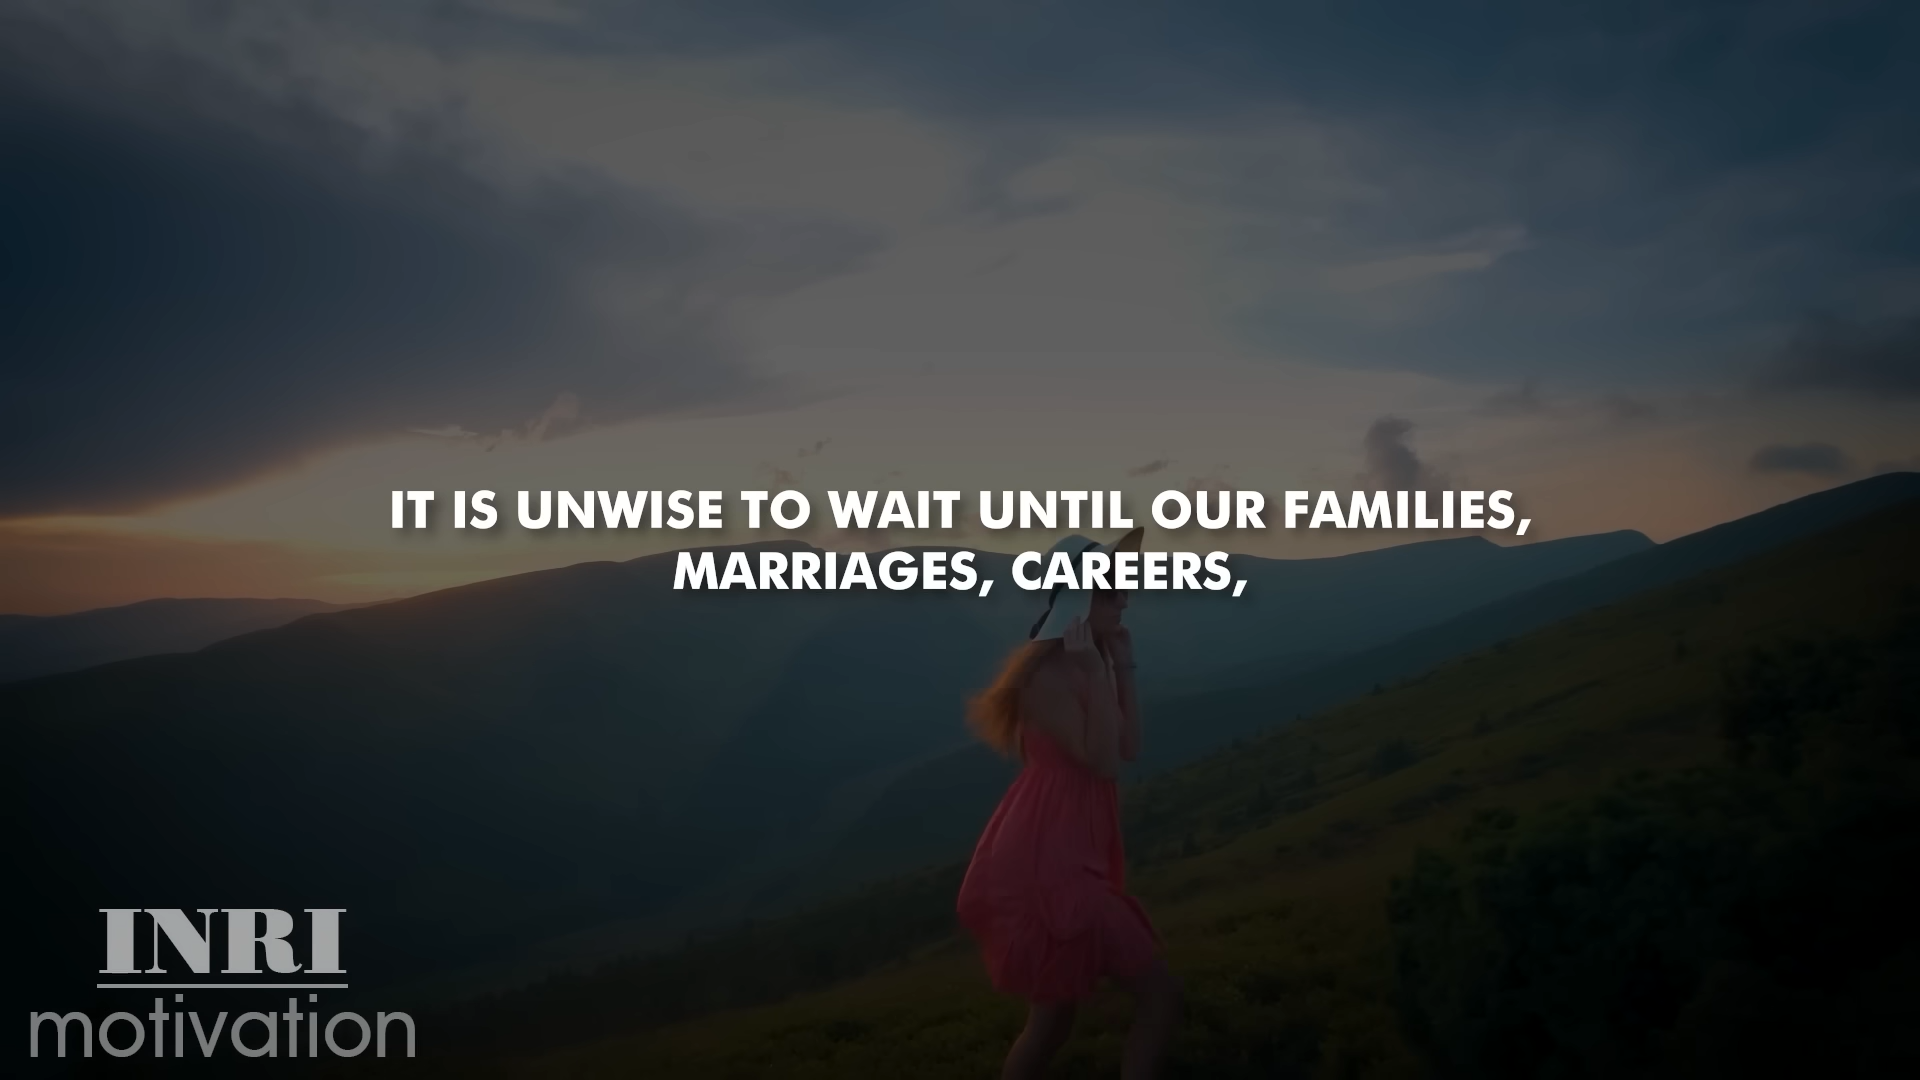 IT IS UNWISE TO WAIT UNTIL OUR FAMILIES,
MARRIAGES, CAREERS,
INRI
motivation